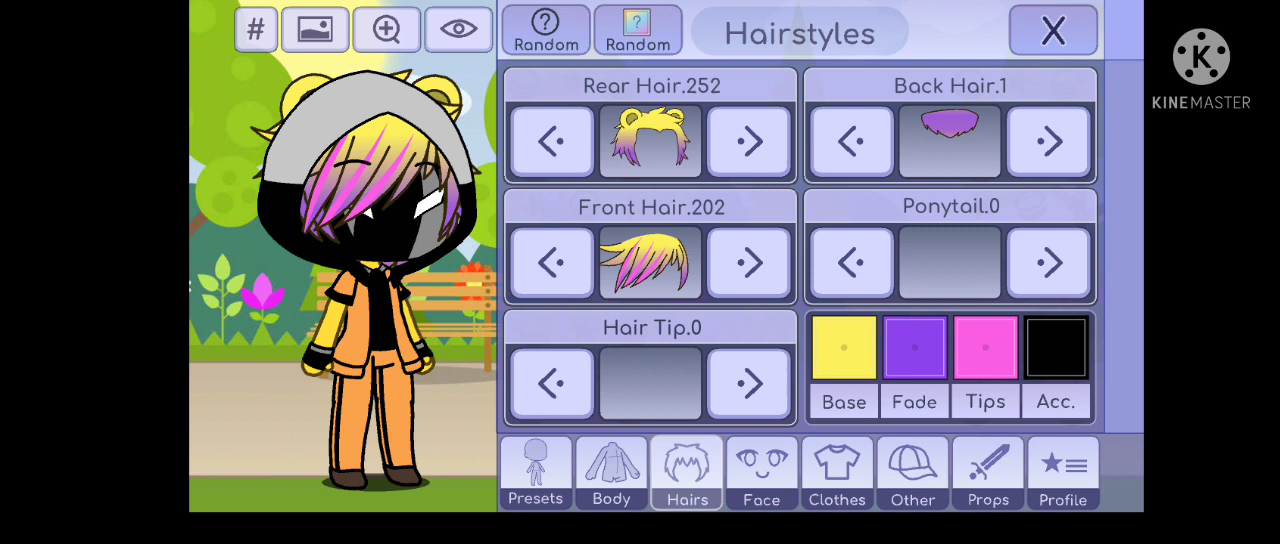 #
?
Random
?
Random
Hairstyles
X
K
KINEMASTER
Rear Hair.252
Back Hair.1
Front Hair.202
Ponytail.0
Hair Tip.0
Base
Fade
Tips
Acc.
Presets
Body
Hairs
Face
Clothes
Other
Props
Profile